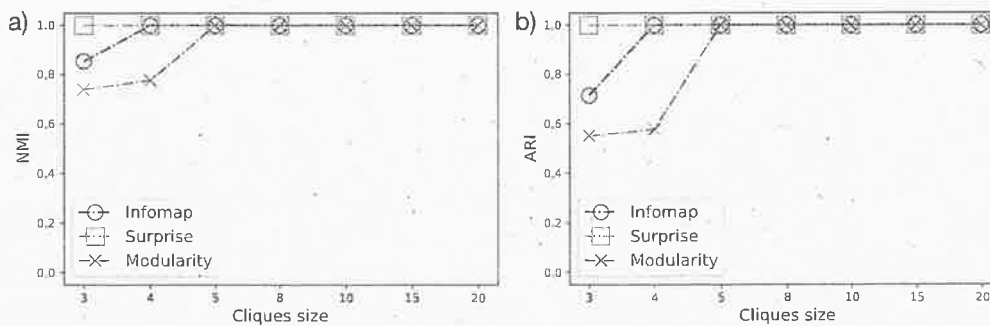 a)
1.0
0,8
0,6
0,4
0,2
0.0
NMI
Infomap
Surprise
Modularity
3 4 5 8 10 15 20
Cliques size
b)
1.0
0,8
0,6
0,4
0,2
0.0
ARI
Infomap
Surprise
Modularity
3 4 5 8 10 15 20
Cliques size